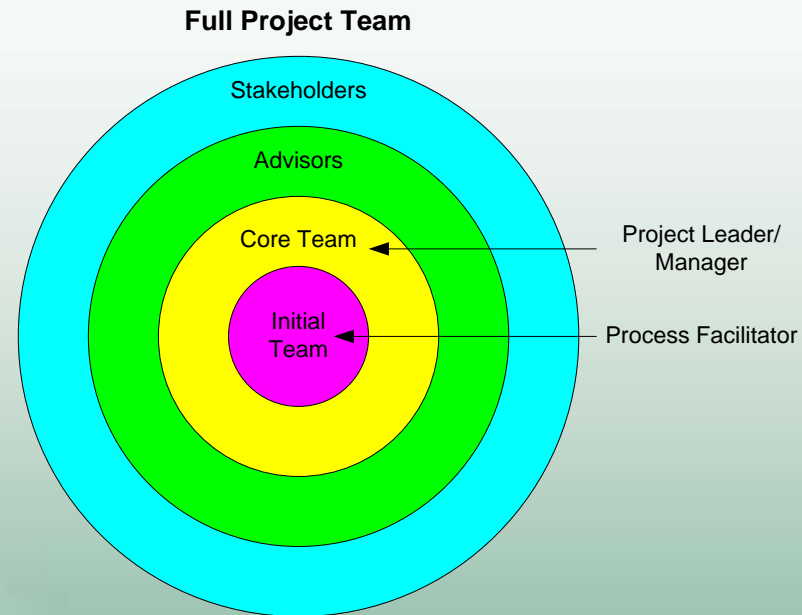 Full Project Team
Stakeholders
Advisors
Core Team
Project Leader/
Manager
Initial
Team
Process Facilitator